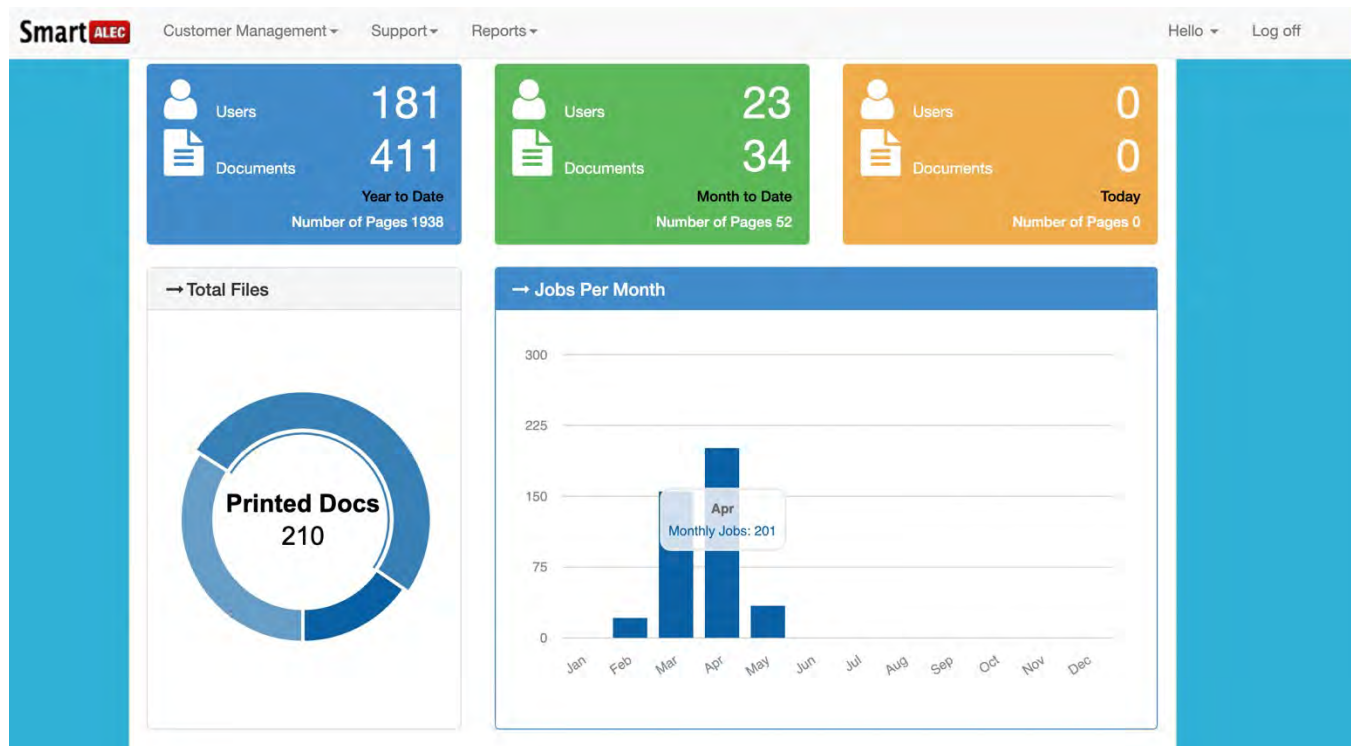 Smart ALEC Customer Management Support Reports Hello Log off
Users 181
Documents 411
Year to Date
Number of Pages 1938
Users 23
Documents 34
Month to Date
Number of Pages 52
Users 0
Documents 0
Today
Number of Pages 0
→ Total Files
Printed Docs
210
→ Jobs Per Month
300
225
150
75
0
Apr
Monthly Jobs: 201
Jan Feb Mar Apr May Jun Jul Aug Sep Oct Nov Dec